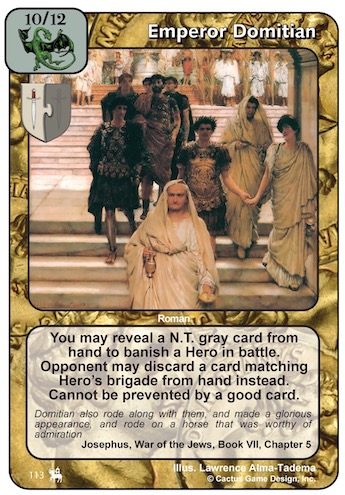 10/12
Emperor Domitian
Roman.
You may reveal a N.T. gray card from
hand to banish a Hero in battle.
Opponent may discard a card matching
Hero's brigade from hand instead.
Cannot be prevented by a good card.
Domitian also rode along with them, and made a glorious
appearance, and rode on a horse that was worthy of
admiration
Josephus, War of the Jews, Book VII, Chapter 5
Illus. Lawrence Alma-Tadema
113
© Cactus Game Design, Inc.